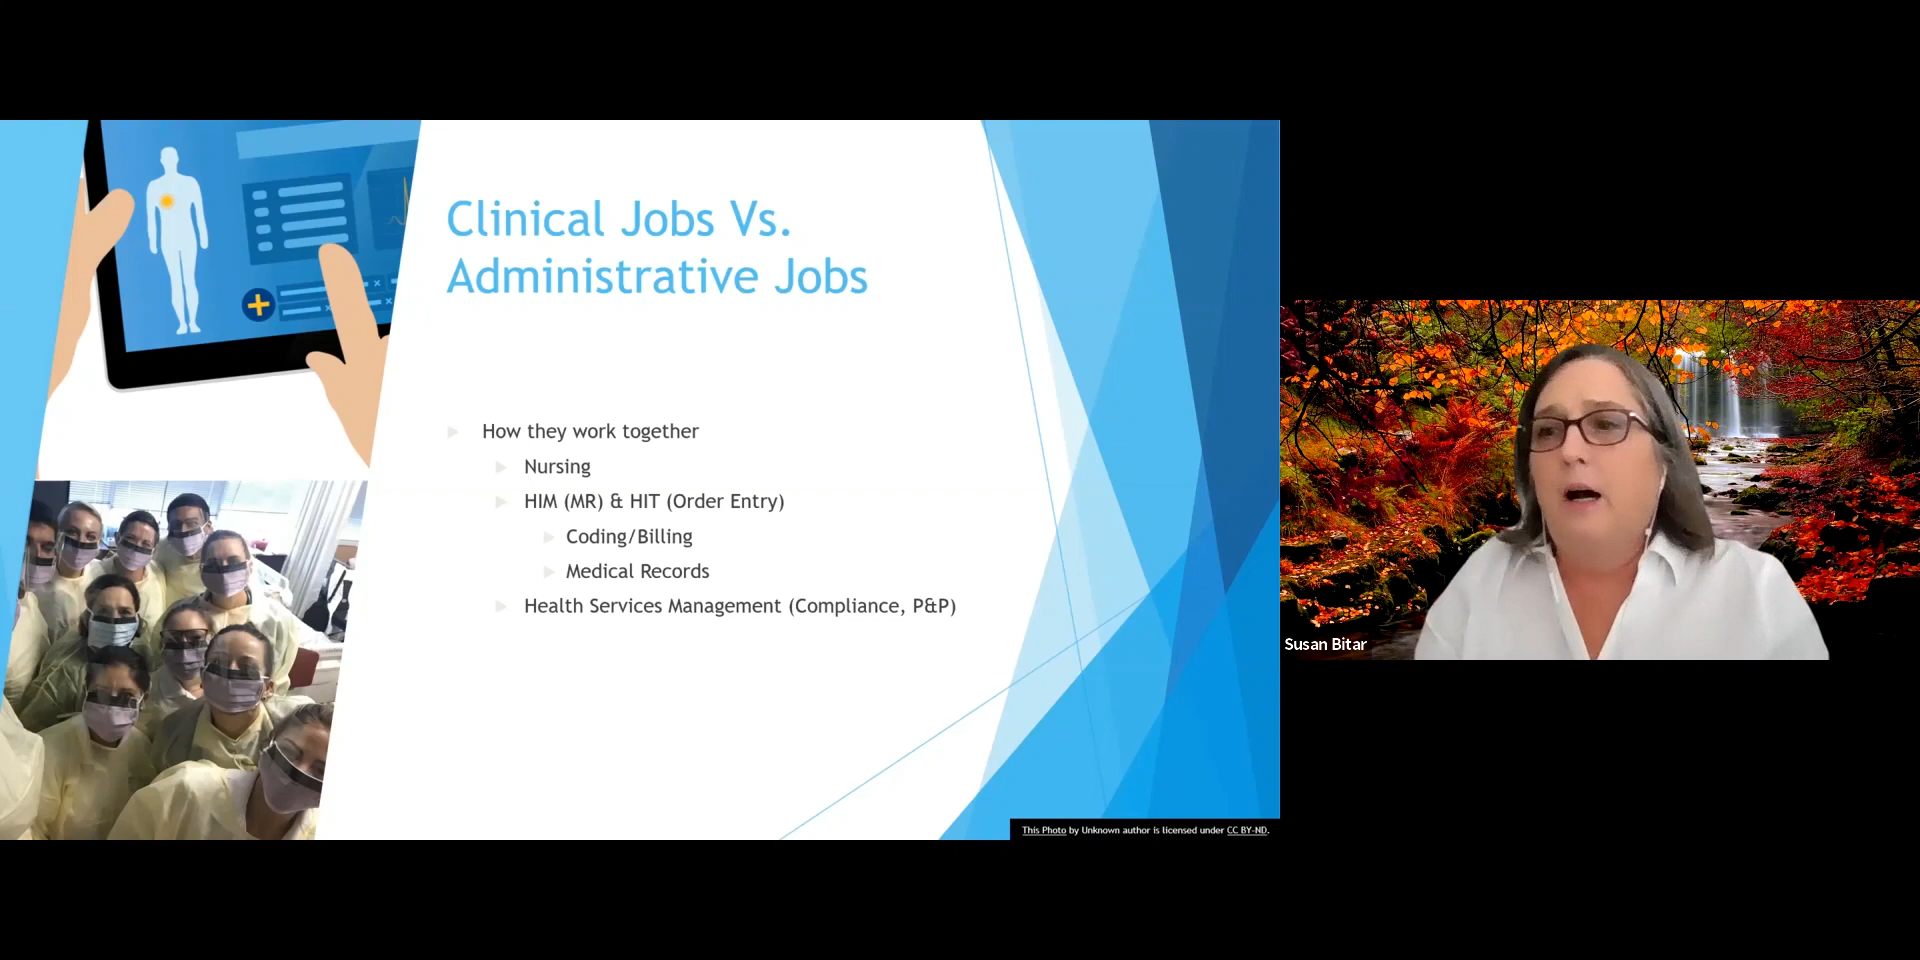 Clinical Jobs Vs.
Administrative Jobs
How they work together
Nursing
HIM (MR) & HIT (Order Entry)
Coding/Billing
Medical Records
Health Services Management (Compliance, P&P)
This Photo by Unknown author is licensed under CC BY-ND.
Susan Bitar